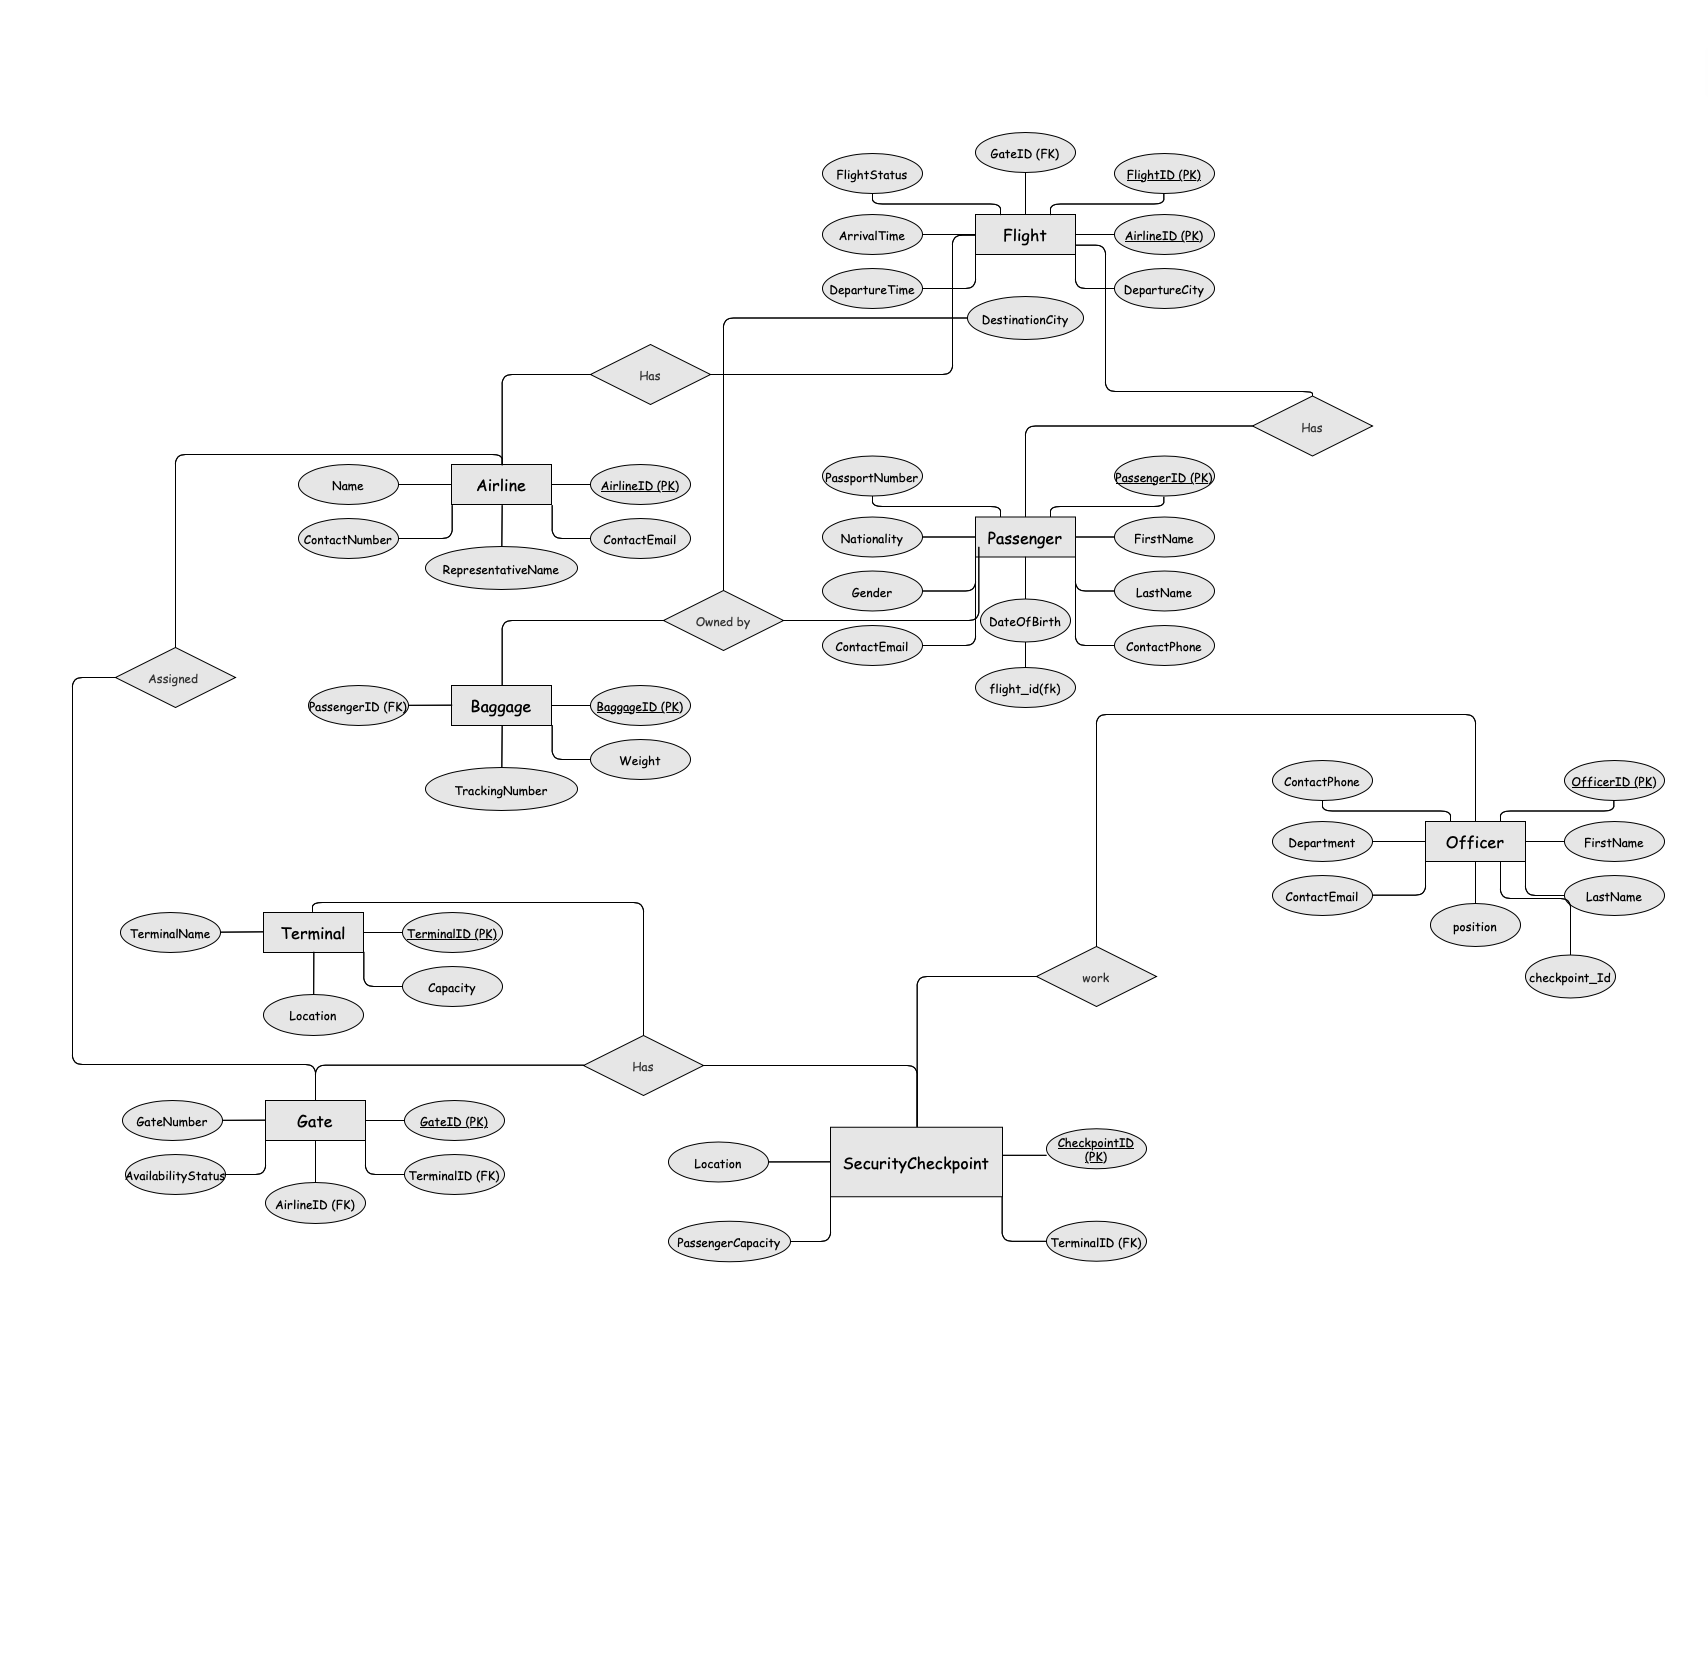 GateID (FK)
FlightStatus
FlightID (PK)
ArrivalTime
Flight
AirlineID (PK)
DepartureTime
DepartureCity
DestinationCity
Has
Has
PassportNumber
PassengerID (PK)
Name
Airline
AirlineID (PK)
ContactNumber
ContactEmail
RepresentativeName
Nationality
Passenger
FirstName
Gender
LastName
Owned by
DateOfBirth
ContactEmail
ContactPhone
Assigned
flight_id(fk)
PassengerID (FK)
Baggage
BaggageID (PK)
Weight
TrackingNumber
ContactPhone
OfficerID (PK)
Department
Officer
FirstName
ContactEmail
LastName
position
checkpoint_Id
TerminalName
Terminal
TerminalID (PK)
Capacity
Location
work
Has
GateNumber
Gate
GateID (PK)
AvailabilityStatus
TerminalID (FK)
AirlineID (FK)
Location
SecurityCheckpoint
CheckpointID
(PK)
PassengerCapacity
TerminalID (FK)